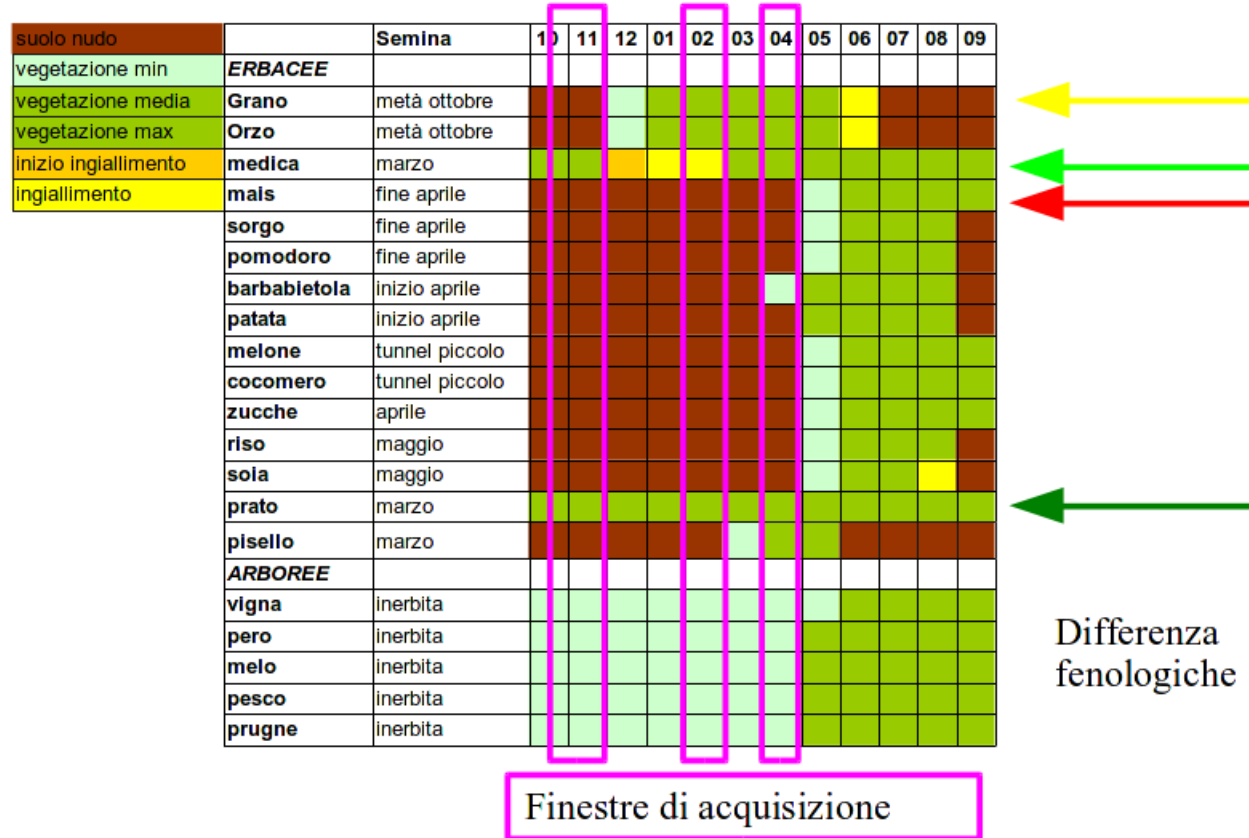 suolo nudo Semina 10 11 12 01 02 03 04 05 06 07 08 09
vegetazione min ERBACEE
vegetazione media Grano metà ottobre
vegetazione max Orzo metà ottobre
inizio ingiallimento medica marzo
ingiallimento mais fine aprile
sorgo fine aprile
pomodoro fine aprile
barbabietola inizio aprile
patata inizio aprile
melone tunnel piccolo
cocomero tunnel piccolo
zucche aprile
riso maggio
soia maggio
prato marzo
pisello marzo
ARBOREE
vigna inerbita
pero inerbita
melo inerbita
pesco inerbita
prugne inerbita
Differenza
fenologiche
Finestre di acquisizione